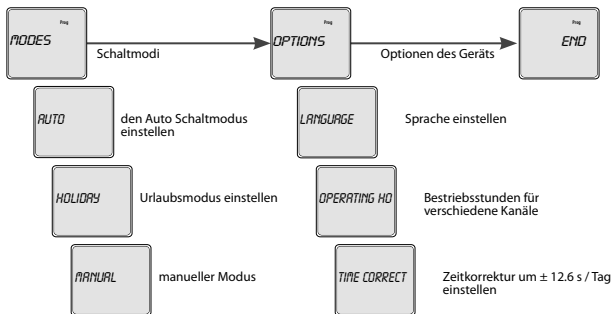 Prog
MODES
Schaltmodi
Prog
OPTIONS
Optionen des Geräts
Prog
END
AUTO
den Auto Schaltmodus
einstellen
LANGUAGE
Sprache einstellen
HOLIDAY
Urlaubsmodus einstellen
OPERATING HO
Bestriebsstunden für
verschiedene Kanäle
MANUAL
manueller Modus
TIME CORRECT
Zeitkorrektur um ± 12.6 s / Tag
einstellen